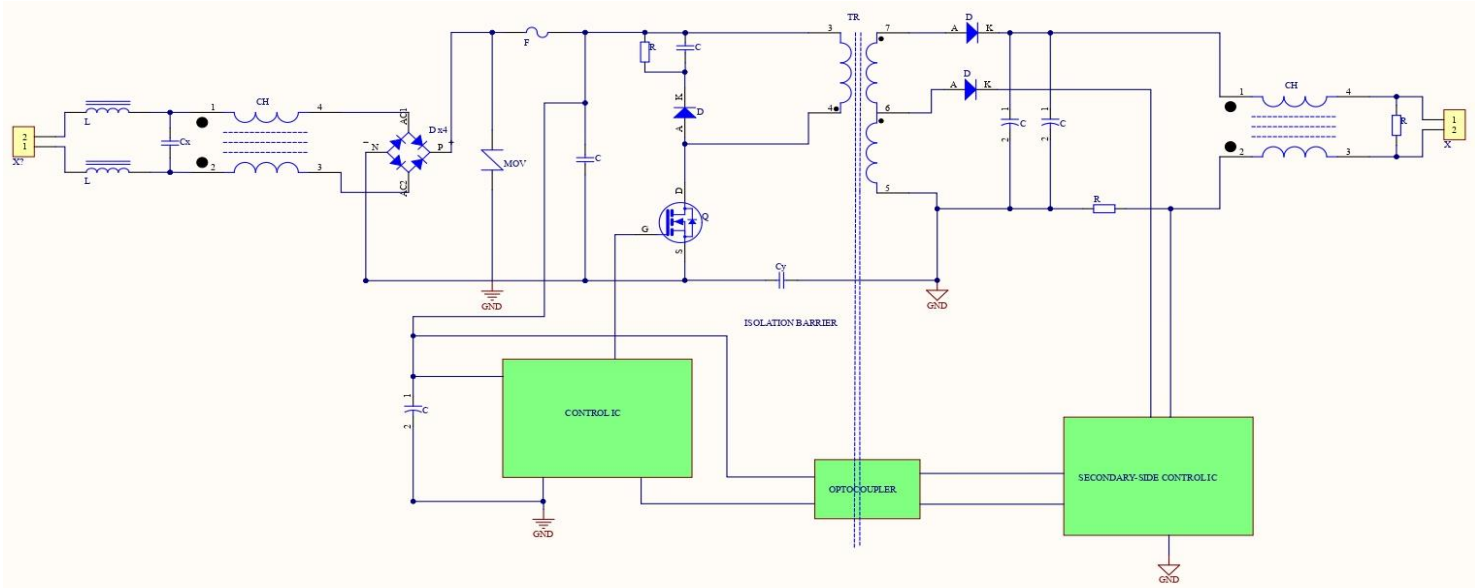 TR
3
7
A
D
K
F
R
C
4
6
A
D
K
L
2
1
X?
1
CH
4
Cx
2
3
L
AC1
D x4
-
N
P
+
AC2
MOV
C
K
D
A
D
Q
G
S
5
1
C
2
1
C
2
R
1
CH
4
2
3
R
1
2
X
Cy
GND
GND
ISOLATION BARRIER
1
C
2
CONTROL IC
GND
OPTOCOUPLER
SECONDARY-SIDE CONTROL IC
GND